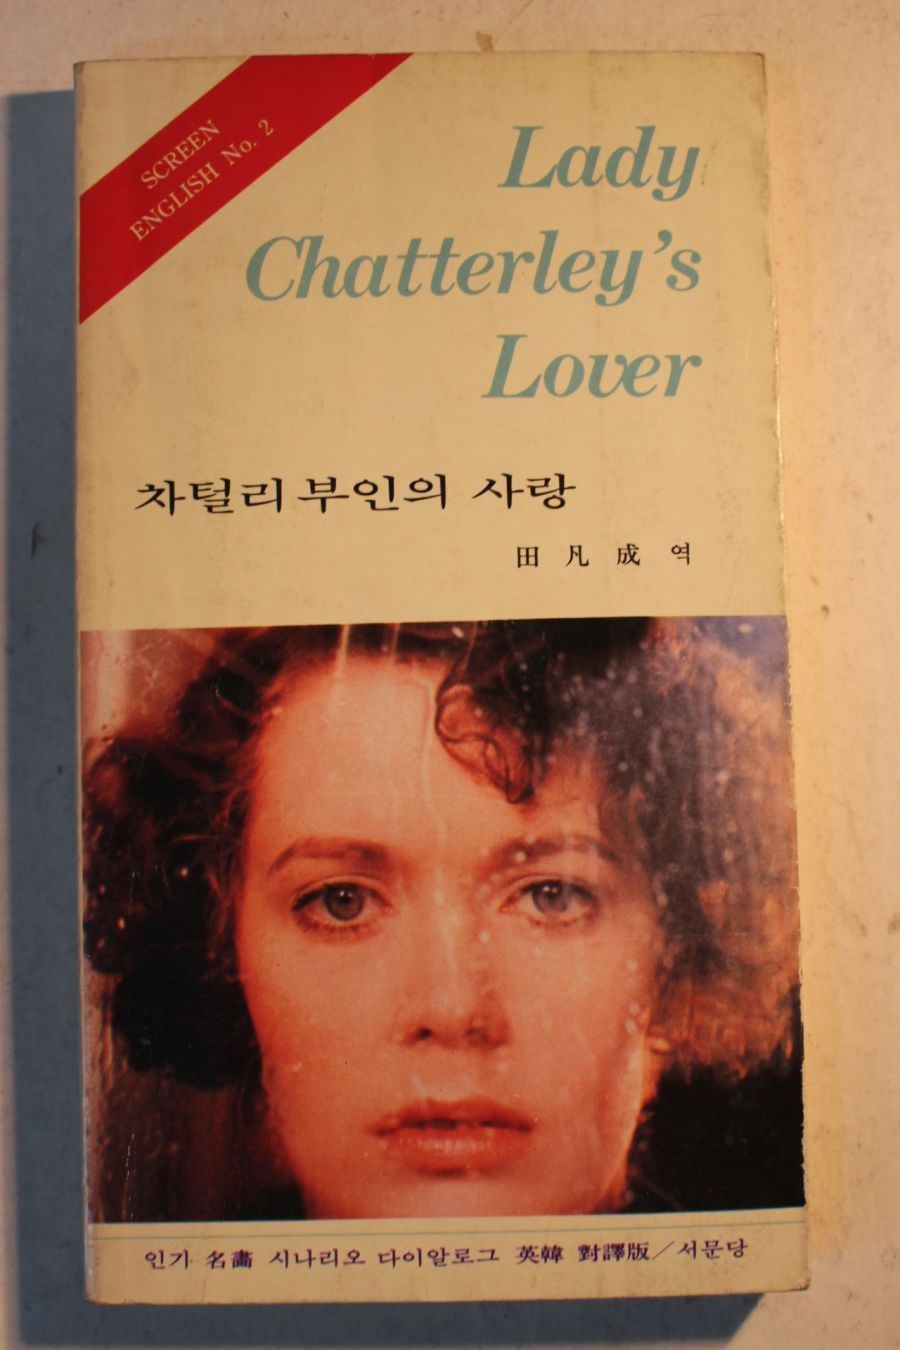 SCREEN
ENGLISH No. 2
Lady
Chatterley's
Lover
차털리 부인의 사랑
田 凡 成 역
인기 名畵 시나리오 다이알로그 英韓 對譯版／서문당